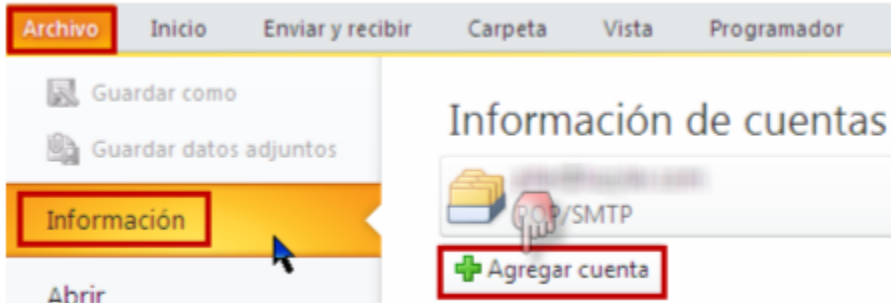 Archivo Inicio Enviar y recibir Carpeta Vista Programador
Guardar como
Guardar datos adjuntos
Información
Abrir
Información de cuentas
POP/SMTP
Agregar cuenta